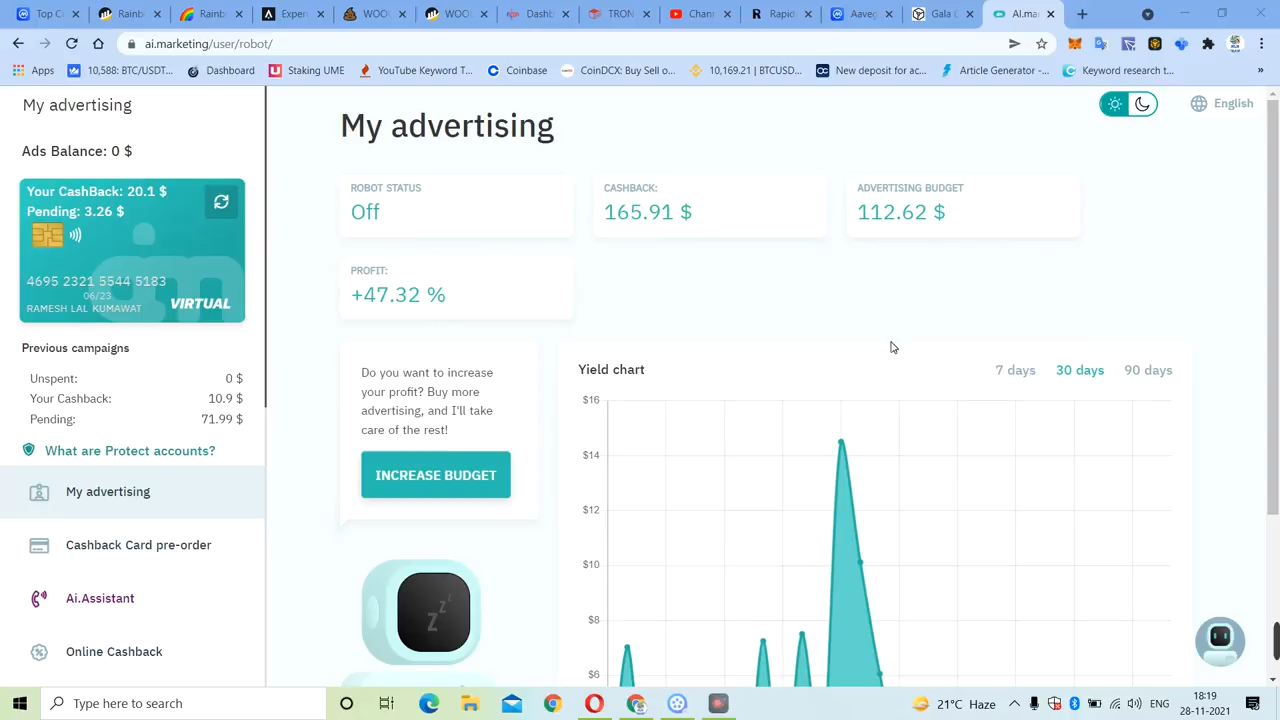 Top C
Rapid
Exper
WOO
WOO
Dashb
TRON
Chann
Rapid
Gala G
Ai.mar
ai.marketing/user/robot/
Apps
10,588: BTC/USDT...
Dashboard
Staking UME
YouTube Keyword T...
Coinbase
CoinDCX: Buy Sel o...
10,169.21 | BTCUSD...
New deposit for ac...
Article Generator -...
Keyword research t...
»
My advertising
Ads Balance: 0 $
Your CashBack: 20.1 $
Pending: 3.26 $
4695 2321 5544 5183
06/23
RAMESH LAL KUMAWAT
VIRTUAL
Previous campaigns
Unspent: 0 $
Your Cashback: 10.9 $
Pending: 71.99 $
What are Protect accounts?
My advertising
Cashback Card pre-order
Ai.Assistant
Online Cashback
English
My advertising
ROBOT STATUS
Off
CASHBACK:
165.91 $
ADVERTISING BUDGET
112.62 $
PROFIT:
+47.32 %
Do you want to increase
your profit? Buy more
advertising, and I'll take
care of the rest!
INCREASE BUDGET
z z z
Yield chart
7 days
30 days
90 days
$16
$14
$12
$10
$8
$6
Type here to search
21°C Haze
ENG
18:19
28-11-2021